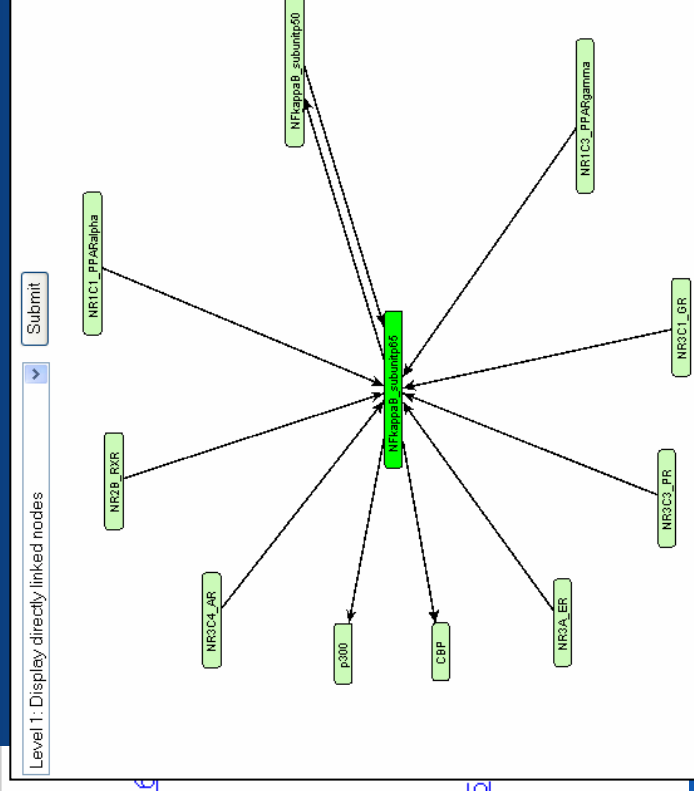 Level 1: Display directly linked nodes
Submit
NR1C1_PPARalpha
NR2B_RXR
NR3C4_AR
NFkappaB_subunitp50
p300
NFkappaB_subunitp65
CBP
NR3A_ER
NR1C3_PPARgamma
NR3C3_PR
NR3C1_GR